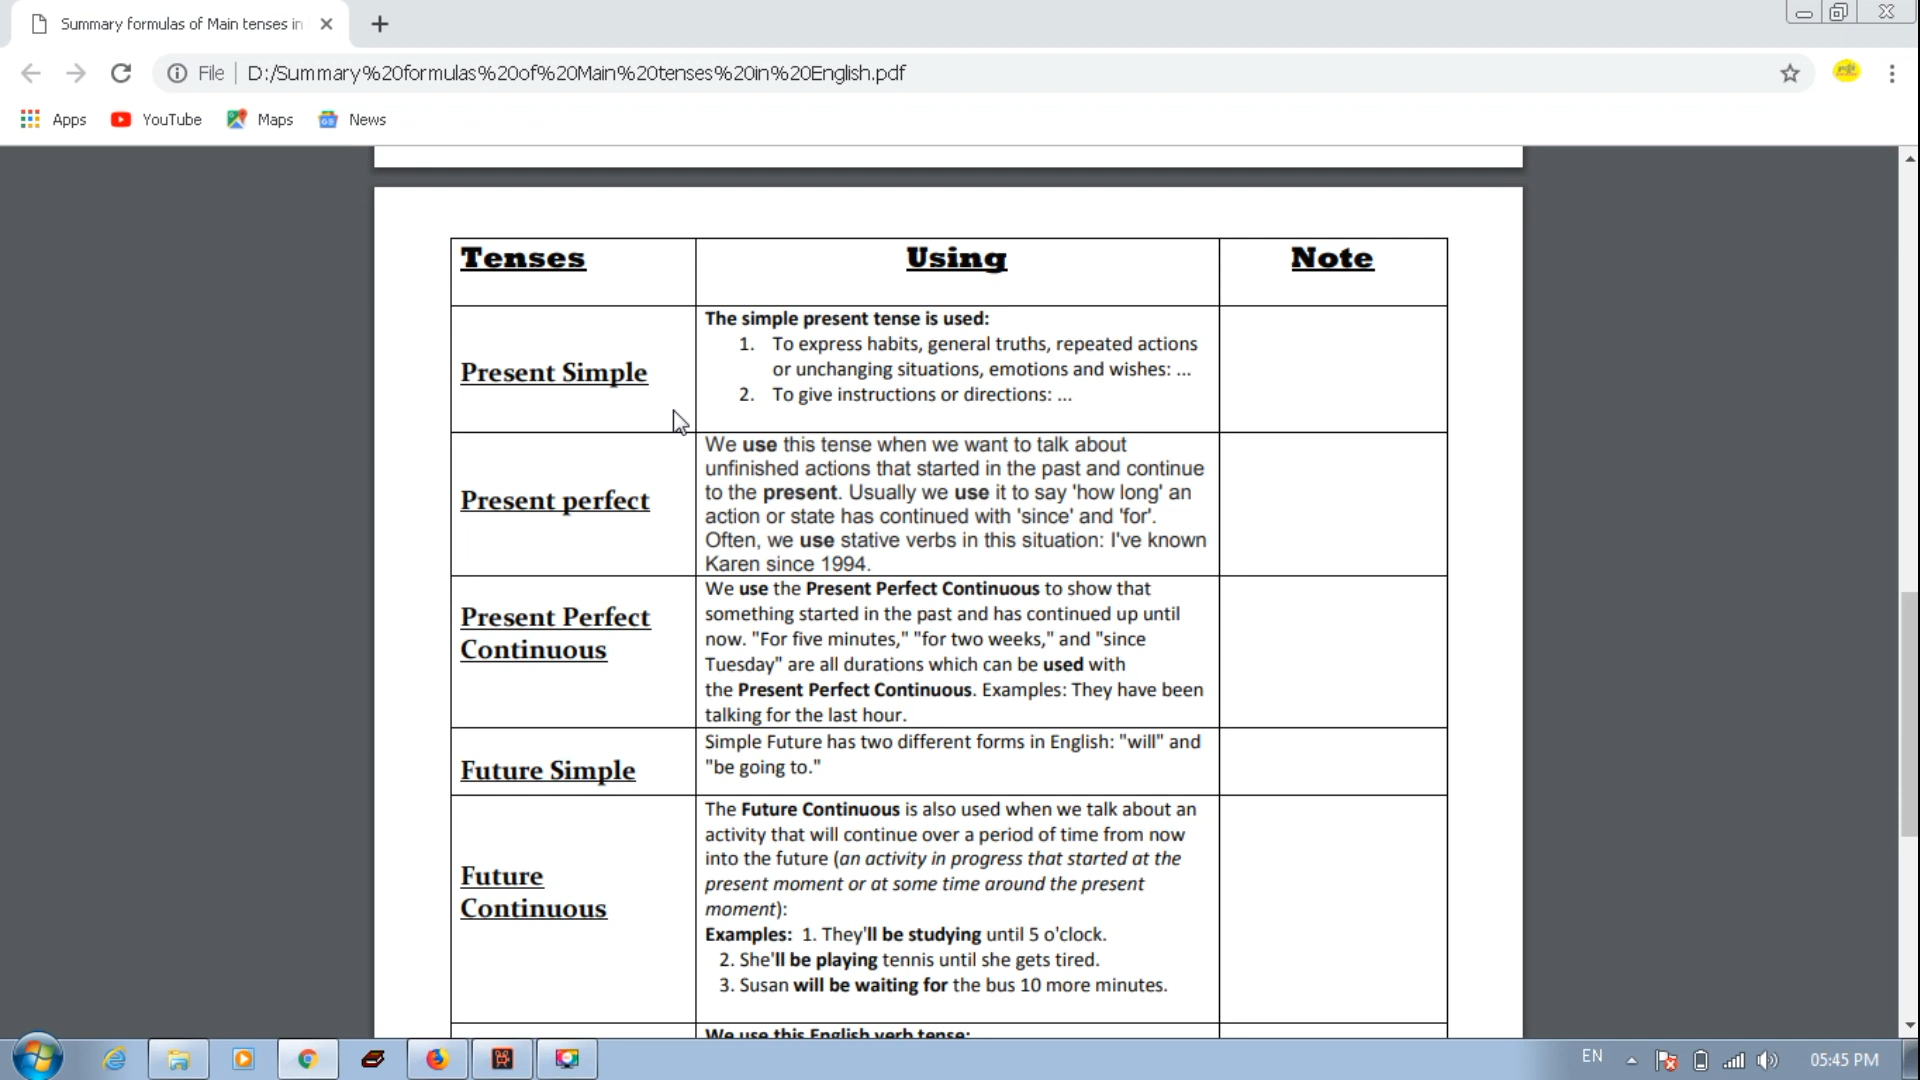 Summary formulas of Main tenses in
File
D:/Summary%20formulas%20of%20Main%20tenses%20in%20English.pdf
Apps
YouTube
Maps
News
Tenses
Using
Note
Present Simple
The simple present tense is used:
1. To express habits, general truths, repeated actions
or unchanging situations, emotions and wishes: ...
2. To give instructions or directions: ...
Present perfect
We use this tense when we want to talk about
unfinished actions that started in the past and continue
to the present. Usually we use it to say 'how long' an
action or state has continued with 'since' and 'for'.
Often, we use stative verbs in this situation: I've known
Karen since 1994.
Present Perfect
Continuous
We use the Present Perfect Continuous to show that
something started in the past and has continued up until
now. "For five minutes," "for two weeks," and "since
Tuesday" are all durations which can be used with
the Present Perfect Continuous. Examples: They have been
talking for the last hour.
Future Simple
Simple Future has two different forms in English: "will" and
"be going to."
Future
Continuous
The Future Continuous is also used when we talk about an
activity that will continue over a period of time from now
into the future (an activity in progress that started at the
present moment or at some time around the present
moment):
Examples: 1. They'll be studying until 5 o'clock.
2. She'll be playing tennis until she gets tired.
3. Susan will be waiting for the bus 10 more minutes.
We use this English verb tense:
EN
05:45 PM